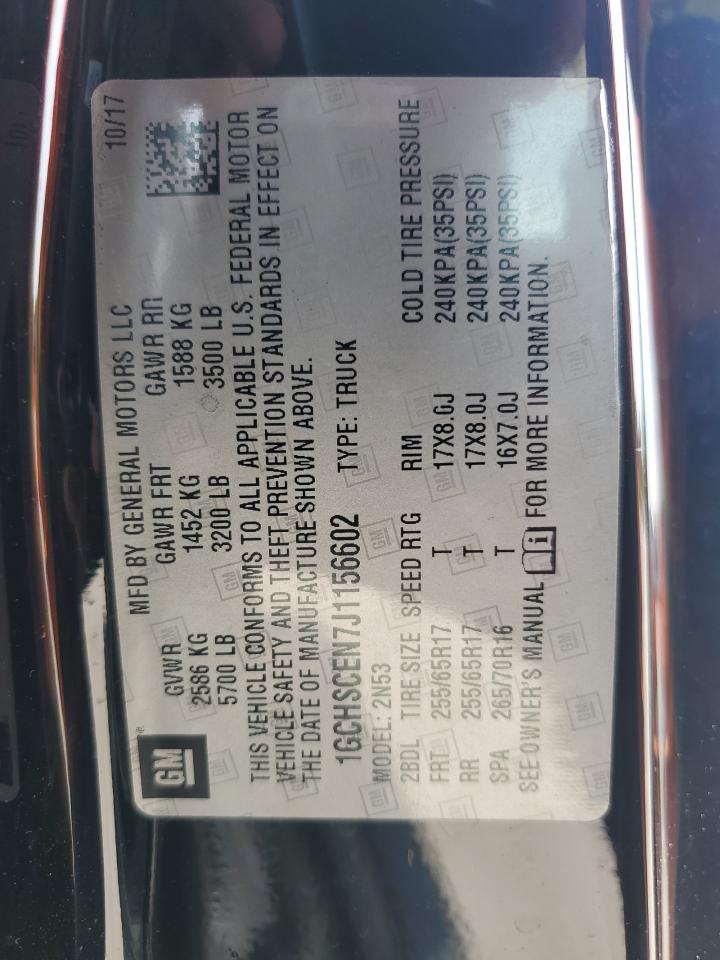 GM
MFD BY GENERAL MOTORS LLC 10/17
GVWR GAWR FRT GAWR RR
2586 KG 1452 KG 1588 KG
5700 LB 3200 LB 3500 LB
THIS VEHICLE CONFORMS TO ALL APPLICABLE U.S. FEDERAL MOTOR
VEHICLE SAFETY AND THEFT PREVENTION STANDARDS IN EFFECT ON
THE DATE OF MANUFACTURE SHOWN ABOVE.
1GCHSCEN7J1156602 TYPE: TRUCK
MODEL: 2N53
2BDL TIRE SIZE SPEED RTG RIM COLD TIRE PRESSURE
FRT 255/65R17 T 17X8.0J 240KPA(35PSI)
RR 255/65R17 T 17X8.0J 240KPA(35PSI)
SPA 265/70R16 T 16X7.0J 240KPA(35PSI)
SEE OWNER'S MANUAL FOR MORE INFORMATION.